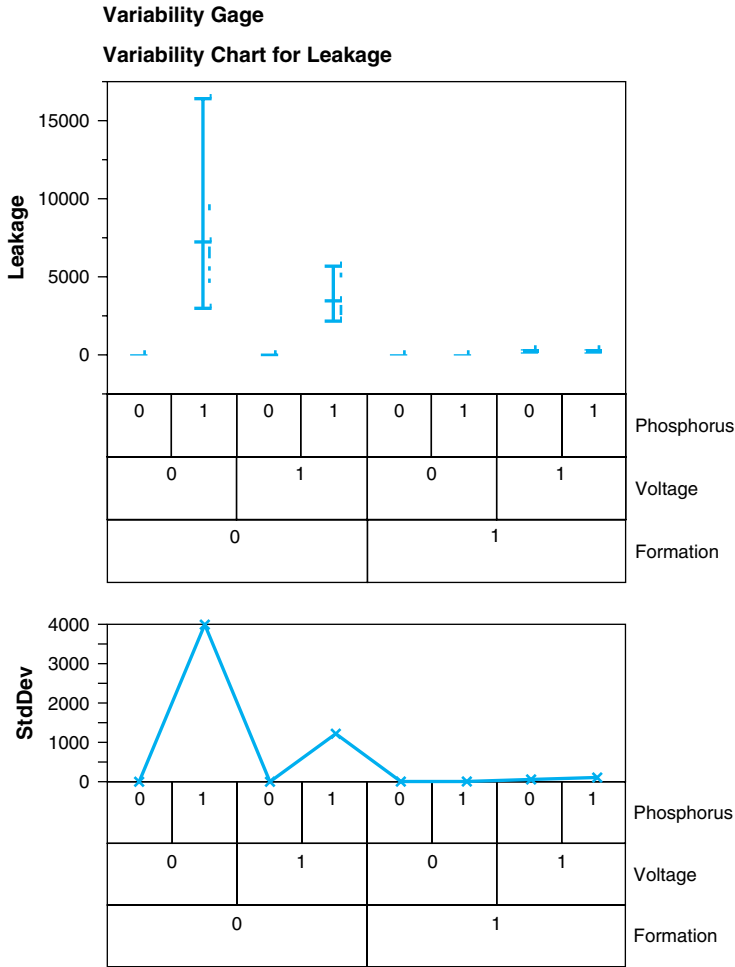 Variability Gage
Variability Chart for Leakage
Leakage
15000
10000
5000
0
0 1 0 1 0 1 0 1
Phosphorus
0 1 0 1
Voltage
0 1
Formation
StdDev
4000
3000
2000
1000
0
0 1 0 1 0 1 0 1
Phosphorus
0 1 0 1
Voltage
0 1
Formation